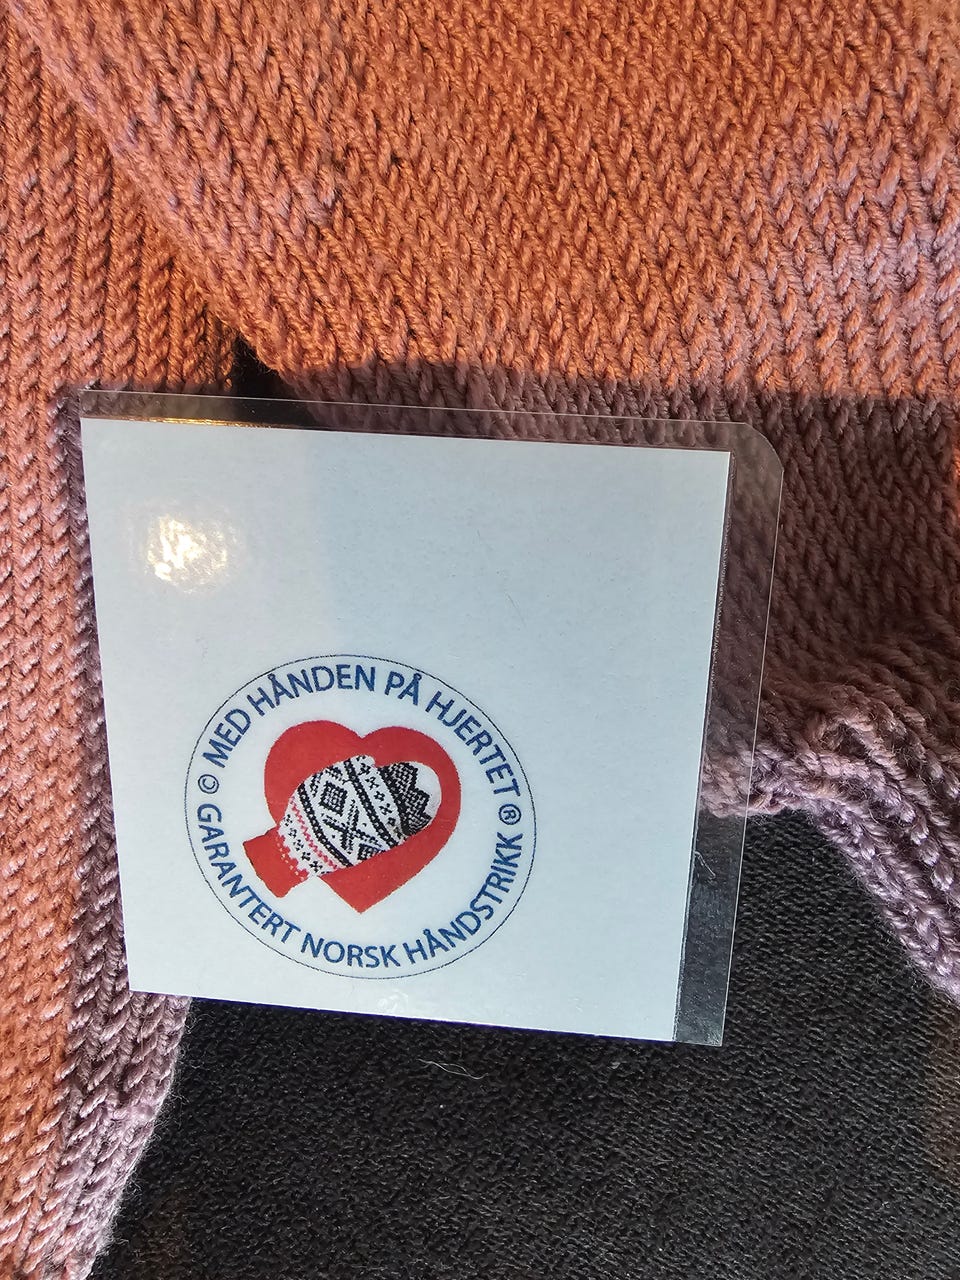 MED HÅNDEN PÅ HJERTET ®
© GARANTERT NORSK HÅNDSTRIKK